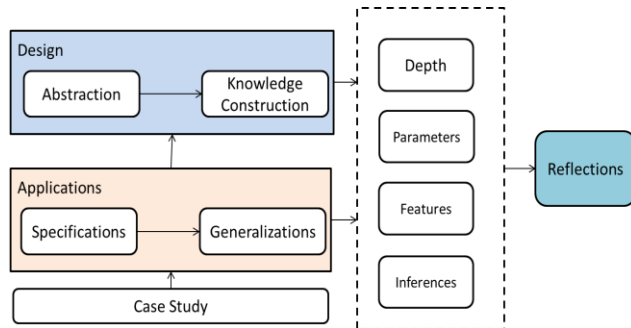 Design
Abstraction
Knowledge
Construction
Applications
Specifications
Generalizations
Case Study
Depth
Parameters
Features
Inferences
Reflections